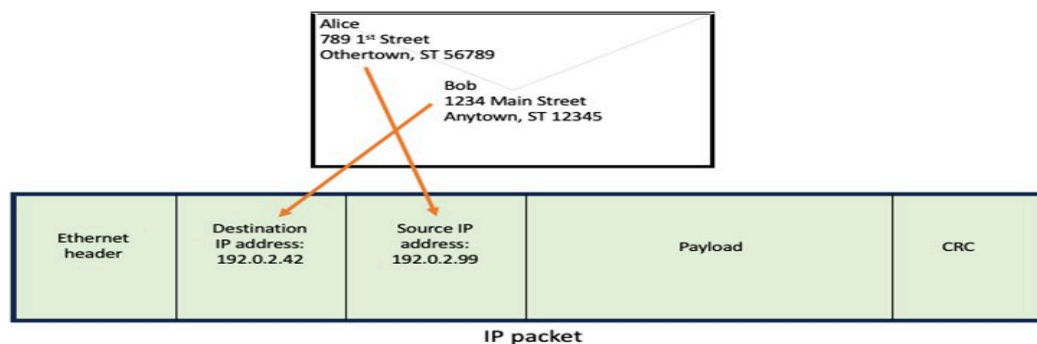 Alice
789 1st Street
Othertown, ST 56789
Bob
1234 Main Street
Anytown, ST 12345
Ethernet
header
Destination
IP address:
192.0.2.42
Source IP
address:
192.0.2.99
Payload
CRC
IP packet